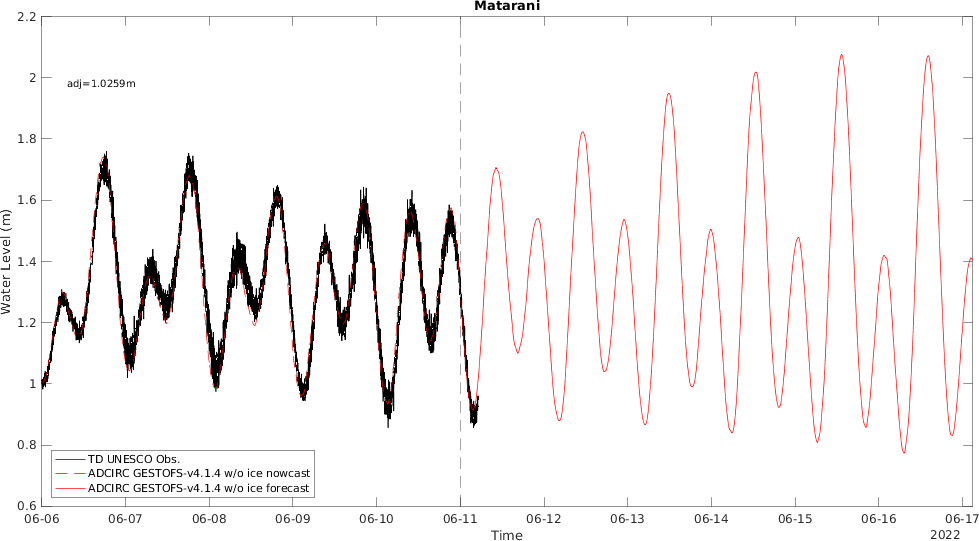 Matarani
2.2
2
1.8
1.6
1.4
1.2
1
0.8
0.6
Water Level (m)
adj=1.0259m
TD UNESCO Obs.
ADCIRC GESTOFS-v4.1.4 w/o ice nowcast
ADCIRC GESTOFS-v4.1.4 w/o ice forecast
06-06 06-07 06-08 06-09 06-10 06-11 06-12 06-13 06-14 06-15 06-16 06-17
Time
2022